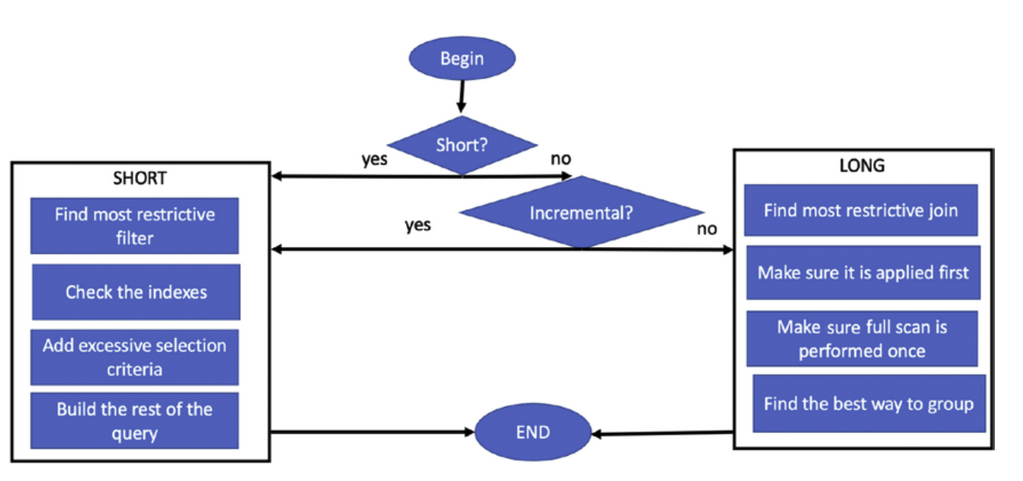 Begin
Short?
yes
no
Incremental?
yes
no
SHORT
Find most restrictive
filter
Check the indexes
Add excessive selection
criteria
Build the rest of the
query
LONG
Find most restrictive join
Make sure it is applied first
Make sure full scan is
performed once
Find the best way to group
END